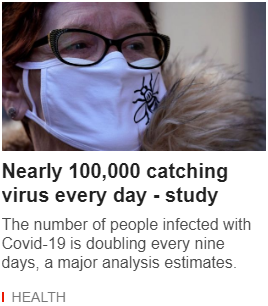 Nearly 100,000 catching
virus every day - study
The number of people infected with
Covid-19 is doubling every nine
days, a major analysis estimates.
HEALTH